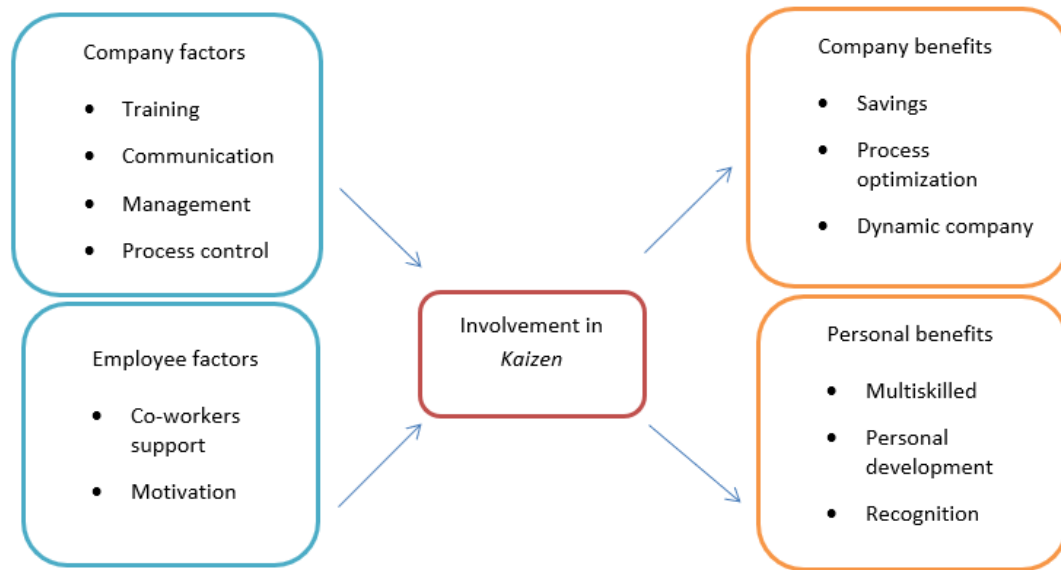 Company factors
• Training
• Communication
• Management
• Process control
Employee factors
• Co-workers
support
• Motivation
Involvement in
Kaizen
Company benefits
• Savings
• Process
optimization
• Dynamic company
Personal benefits
• Multiskilled
• Personal
development
• Recognition